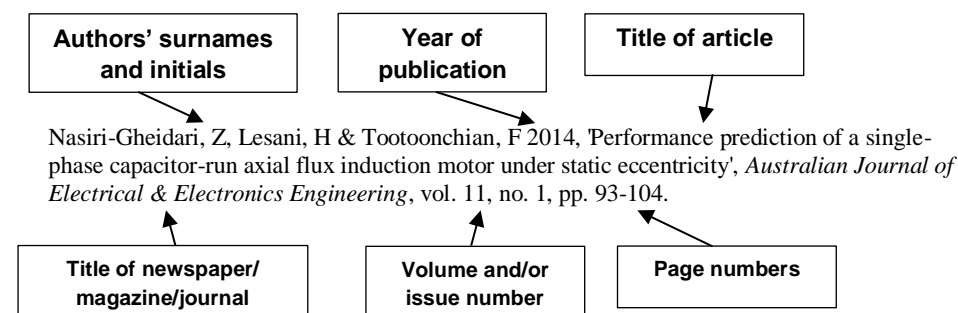 Authors’ surnames
and initials
Year of
publication
Title of article
Nasiri-Gheidari, Z, Lesani, H & Tootoonchian, F 2014, 'Performance prediction of a single-
phase capacitor-run axial flux induction motor under static eccentricity', Australian Journal of
Electrical & Electronics Engineering, vol. 11, no. 1, pp. 93-104.
Title of newspaper/
magazine/journal
Volume and/or
issue number
Page numbers